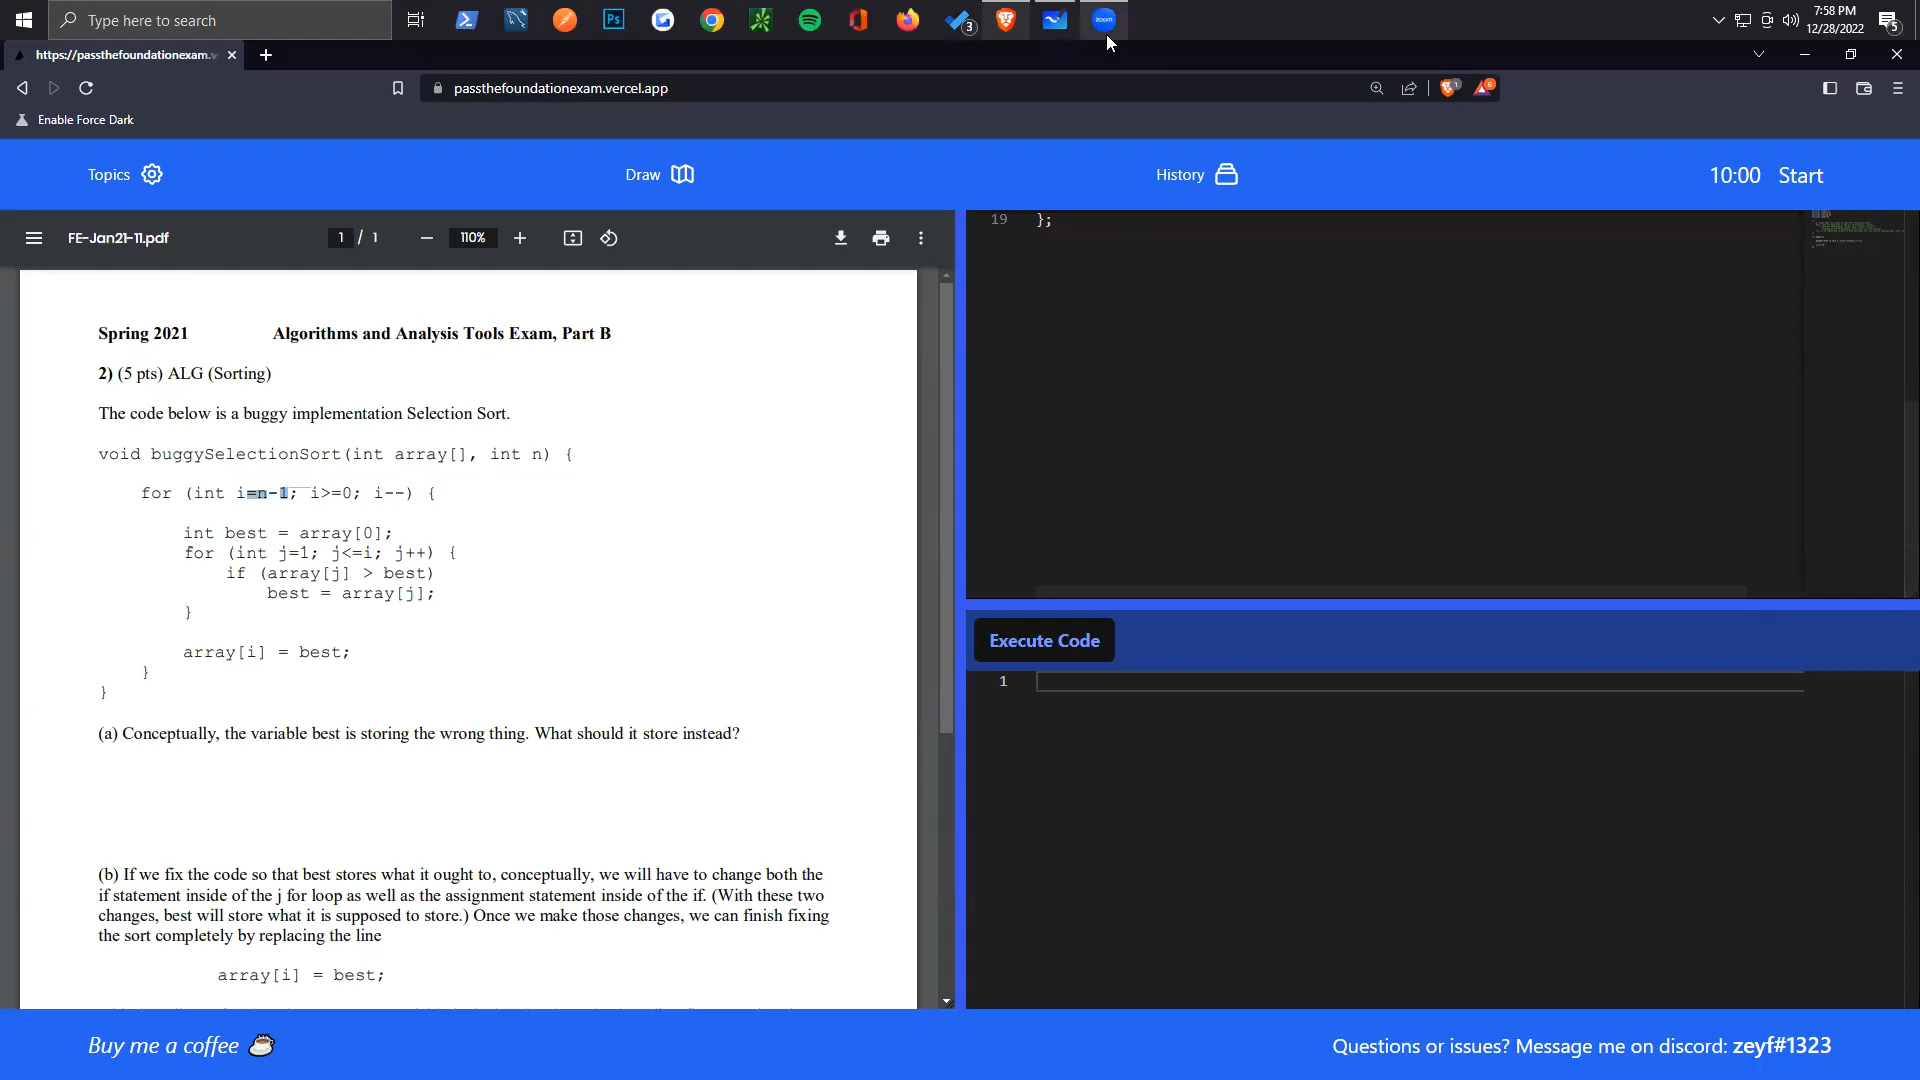 Type here to search
Ps
3
zoom
7:58 PM
12/28/2022
5
https://passthefoundationexam.v
passthefoundationexam.vercel.app
1
6
Enable Force Dark
Topics
Draw
History
10:00 Start
FE-Jan21-11.pdf
1 / 1
110%
19 };
Spring 2021 Algorithms and Analysis Tools Exam, Part B
2) (5 pts) ALG (Sorting)
The code below is a buggy implementation Selection Sort.
void buggySelectionSort(int array[], int n) {
for (int i=n-1; i>=0; i--) {
int best = array[0];
for (int j=1; j<=i; j++) {
if (array[j] > best)
best = array[j];
}
array[i] = best;
}
}
(a) Conceptually, the variable best is storing the wrong thing. What should it store instead?
(b) If we fix the code so that best stores what it ought to, conceptually, we will have to change both the
if statement inside of the j for loop as well as the assignment statement inside of the if. (With these two
changes, best will store what it is supposed to store.) Once we make those changes, we can finish fixing
the sort completely by replacing the line
array[i] = best;
Execute Code
1
Buy me a coffee
Questions or issues? Message me on discord: zeyf#1323